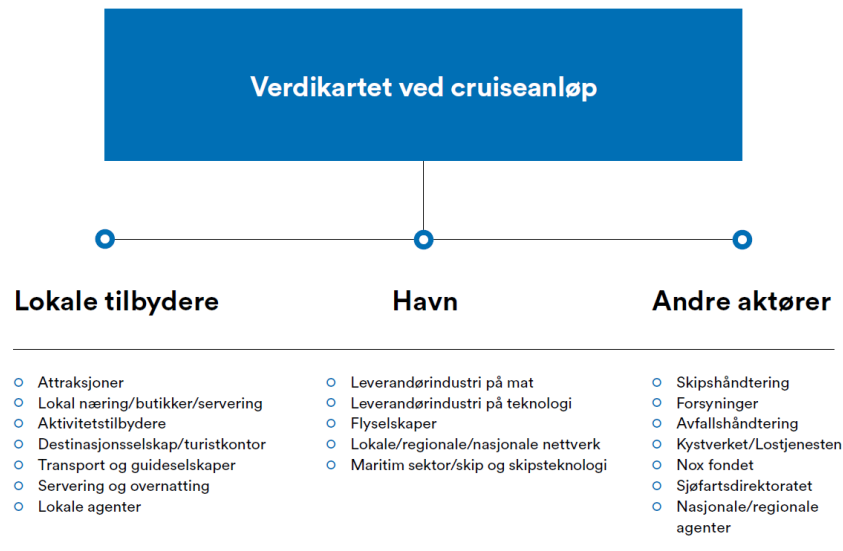 Verdikartet ved cruiseanløp
Lokale tilbydere
Attraksjoner
Lokal næring/butikker/servering
Aktivitetstilbydere
Destinasjonsselskap/turistkontor
Transport og guideselskaper
Servering og overnatting
Lokale agenter
Havn
Leverandørindustri på mat
Leverandørindustri på teknologi
Flyselskaper
Lokale/regionale/nasjonale nettverk
Maritim sektor/skip og skipsteknologi
Andre aktører
Skipshåndtering
Forsyninger
Avfallshåndtering
Kystverket/Lostjenesten
Nox fondet
Sjøfartsdirektoratet
Nasjonale/regionale
agenter